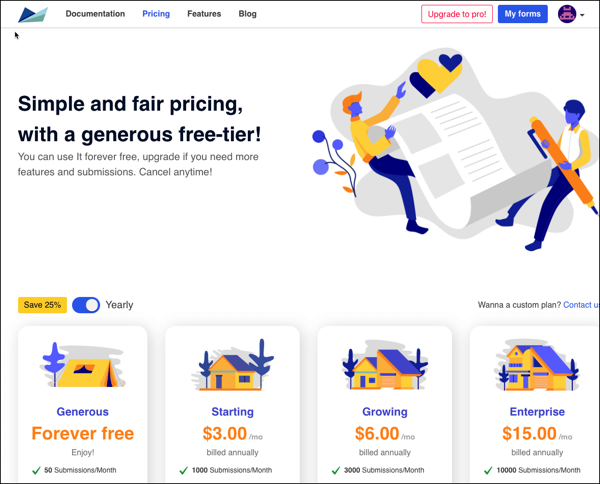 Documentation Pricing Features Blog Upgrade to pro! My forms
Simple and fair pricing,
with a generous free-tier!
You can use It forever free, upgrade if you need more
features and submissions. Cancel anytime!
Save 25% Yearly Wanna a custom plan? Contact us
Generous Starting Growing Enterprise
Forever free $3.00 /mo $6.00 /mo $15.00 /mo
Enjoy! billed annually billed annually billed annually
50 Submissions/Month 1000 Submissions/Month 3000 Submissions/Month 10000 Submissions/Month